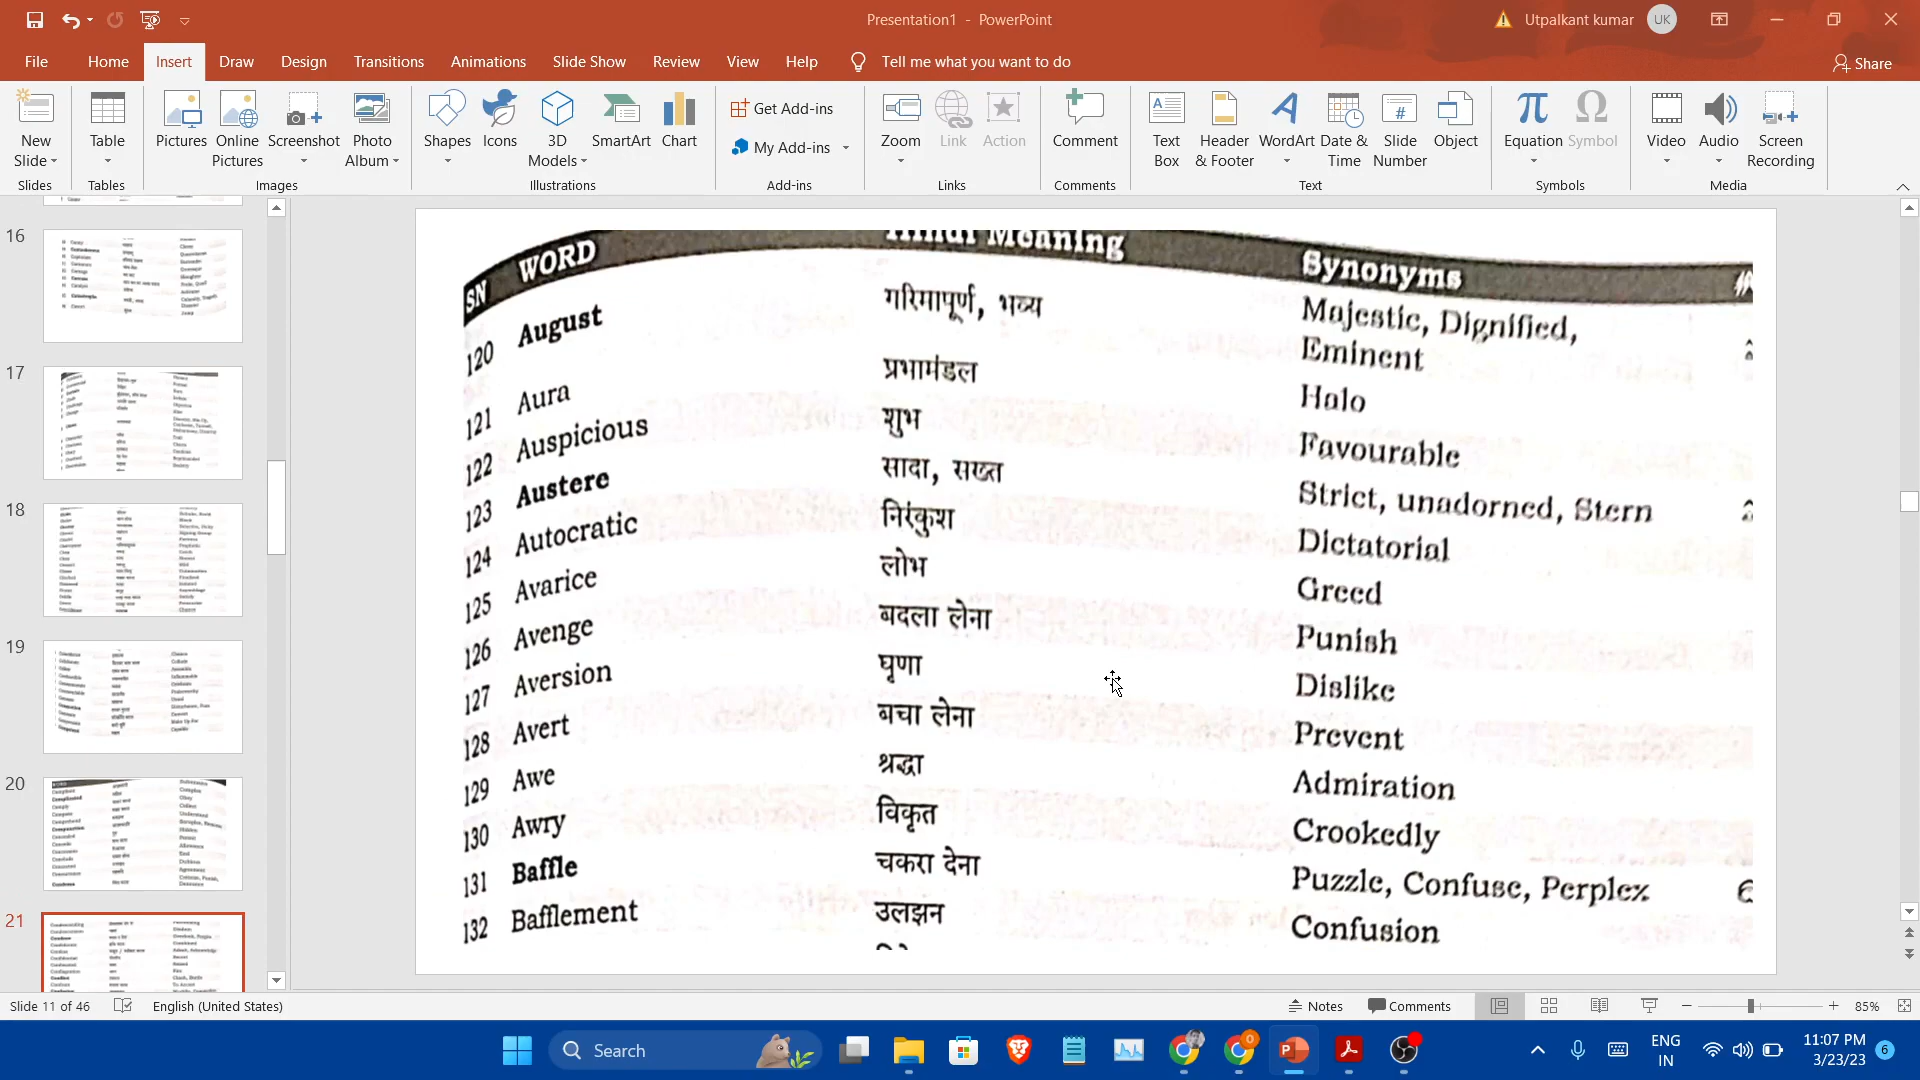 Presentation1 - PowerPoint
Utpalkant kumar UK
File Home Insert Draw Design Transitions Animations Slide Show Review View Help Tell me what you want to do Share
New Slide Table Pictures Online Pictures Screenshot Photo Album Shapes Icons 3D Models SmartArt Chart Get Add-ins My Add-ins Zoom Link Action Comment Text Box Header & Footer WordArt Date & Time Slide Number Object Equation Symbol Video Audio Screen Recording
Slides Tables Images Illustrations Add-ins Links Comments Text Symbols Media
16
17
18
19
20
21
SN WORD Hindi Meaning Synonyms
120 August गरिमापूर्ण, भव्य Majestic, Dignified,
Eminent
121 Aura प्रभामंडल Halo
122 Auspicious शुभ Favourable
123 Austere सादा, सख्त Strict, unadorned, Stern
124 Autocratic निरंकुश Dictatorial
125 Avarice लोभ Greed
126 Avenge बदला लेना Punish
127 Aversion घृणा Dislike
128 Avert बचा लेना Prevent
129 Awe श्रद्धा Admiration
130 Awry विकृत Crookedly
131 Baffle चकरा देना Puzzle, Confuse, Perplex
132 Bafflement उलझन Confusion
Slide 11 of 46 English (United States) Notes Comments 85%
Search ENG IN 11:07 PM 3/23/23 6